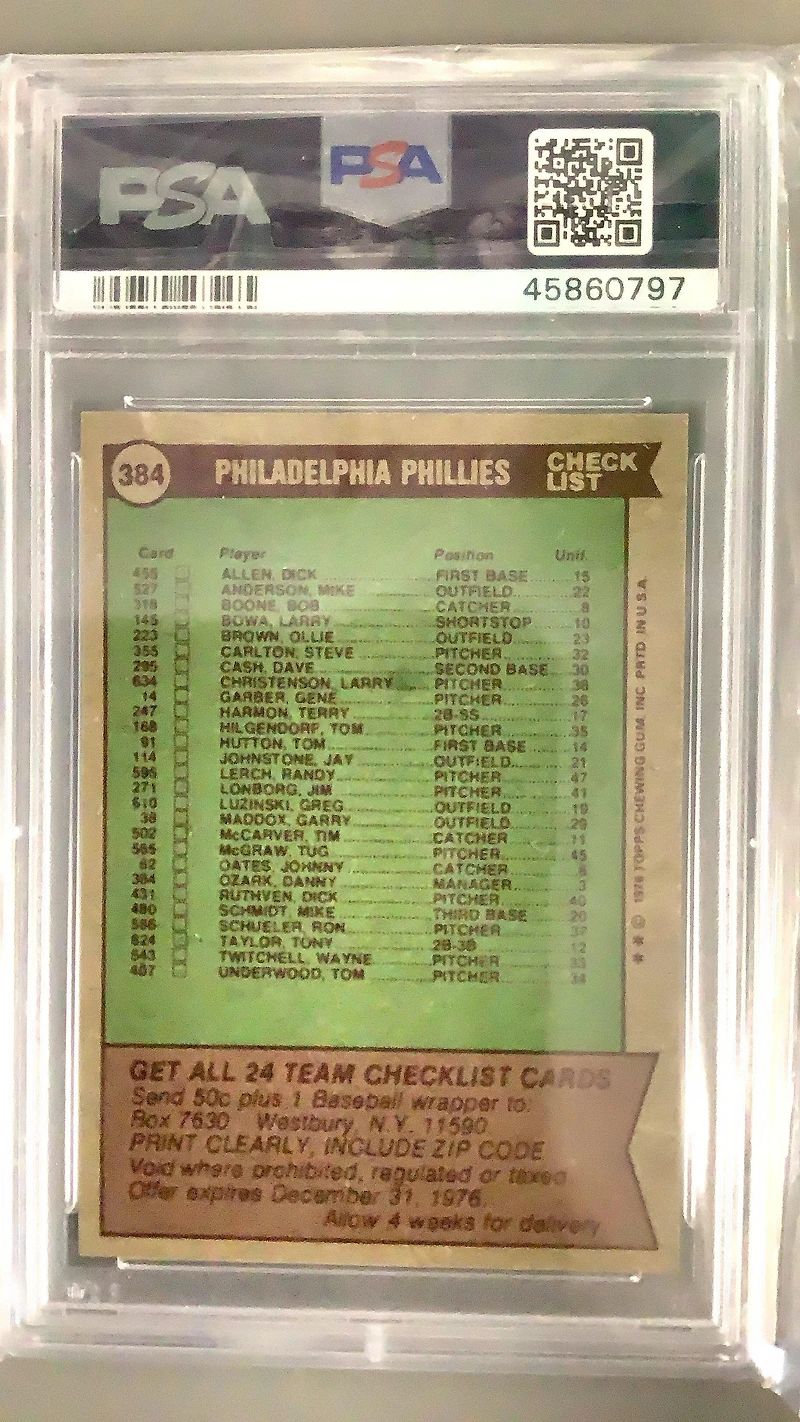 PSA
PSA
45860797
384 PHILADELPHIA PHILLIES CHECK LIST
Card Player Position Unif.
455 ALLEN, DICK FIRST BASE 15
527 ANDERSON, MIKE OUTFIELD 22
318 BOONE, BOB CATCHER 8
145 BOWA, LARRY SHORTSTOP 10
223 BROWN, OLLIE OUTFIELD 23
355 CARLTON, STEVE PITCHER 32
295 CASH, DAVE SECOND BASE 30
634 CHRISTENSON, LARRY PITCHER 38
14 GARBER, GENE PITCHER 26
247 HARMON, TERRY 2B-SS 17
168 HILGENDORF, TOM PITCHER 35
91 HUTTON, TOM FIRST BASE 14
114 JOHNSTONE, JAY OUTFIELD 21
595 LERCH, RANDY PITCHER 47
271 LONBORG, JIM PITCHER 41
610 LUZINSKI, GREG OUTFIELD 19
38 MADDOX, GARRY OUTFIELD 29
502 McCARVER, TIM CATCHER 11
565 McGRAW, TUG PITCHER 45
62 OATES, JOHNNY CATCHER 6
384 OZARK, DANNY MANAGER 3
431 RUTHVEN, DICK PITCHER 40
480 SCHMIDT, MIKE THIRD BASE 20
586 SCHUELER, RON PITCHER 37
624 TAYLOR, TONY 2B-3B 12
543 TWITCHELL, WAYNE PITCHER 33
407 UNDERWOOD, TOM PITCHER 34
* * © 1976 TOPPS CHEWING GUM, INC. PRTD. IN U.S.A.
GET ALL 24 TEAM CHECKLIST CARDS
Send 50c plus 1 Baseball wrapper to:
Box 7630 Westbury, N.Y. 11590
PRINT CLEARLY, INCLUDE ZIP CODE
Void where prohibited, regulated or taxed
Offer expires December 31, 1976.
Allow 4 weeks for delivery